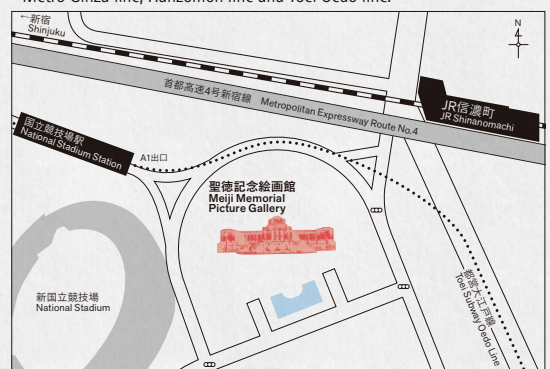 Metro Ginza line, Hanzomon line and Toei Oedo line.
←新宿
Shinjuku
N
首都高速4号新宿線 Metropolitan Expressway Route No.4
JR信濃町
JR Shinanomachi
国立競技場駅
National Stadium Station
A1出口
聖徳記念絵画館
Meiji Memorial
Picture Gallery
新国立競技場
National Stadium
都営大江戸線
Toei Subway Oedo Line